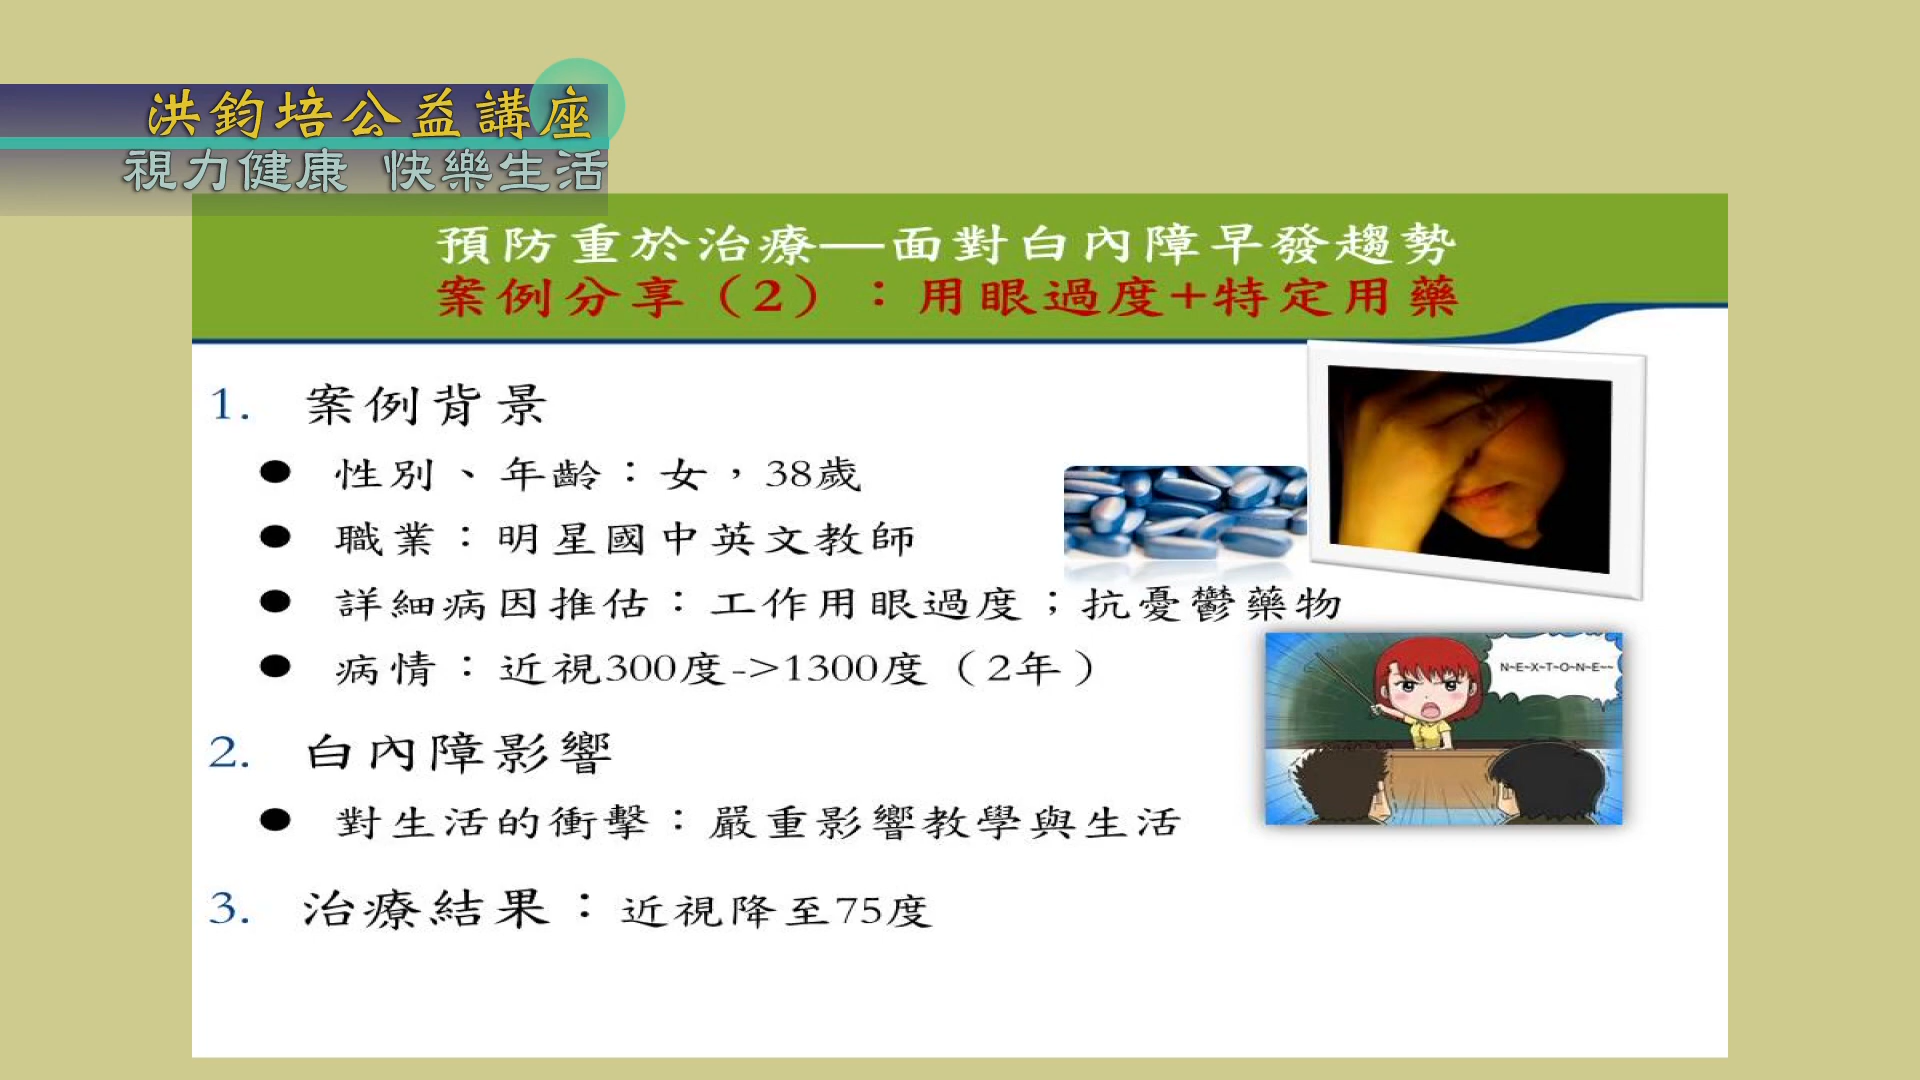 洪鈞培公益講座
視力健康 快樂生活
預防重於治療—面對白內障早發趨勢
案例分享（2）：用眼過度+特定用藥
1. 案例背景
● 性別、年齡：女，38歲
● 職業：明星國中英文教師
● 詳細病因推估：工作用眼過度；抗憂鬱藥物
● 病情：近視300度->1300度（2年）
N~E~X~T~O~N~E~~
2. 白內障影響
● 對生活的衝擊：嚴重影響教學與生活
3. 治療結果：近視降至75度